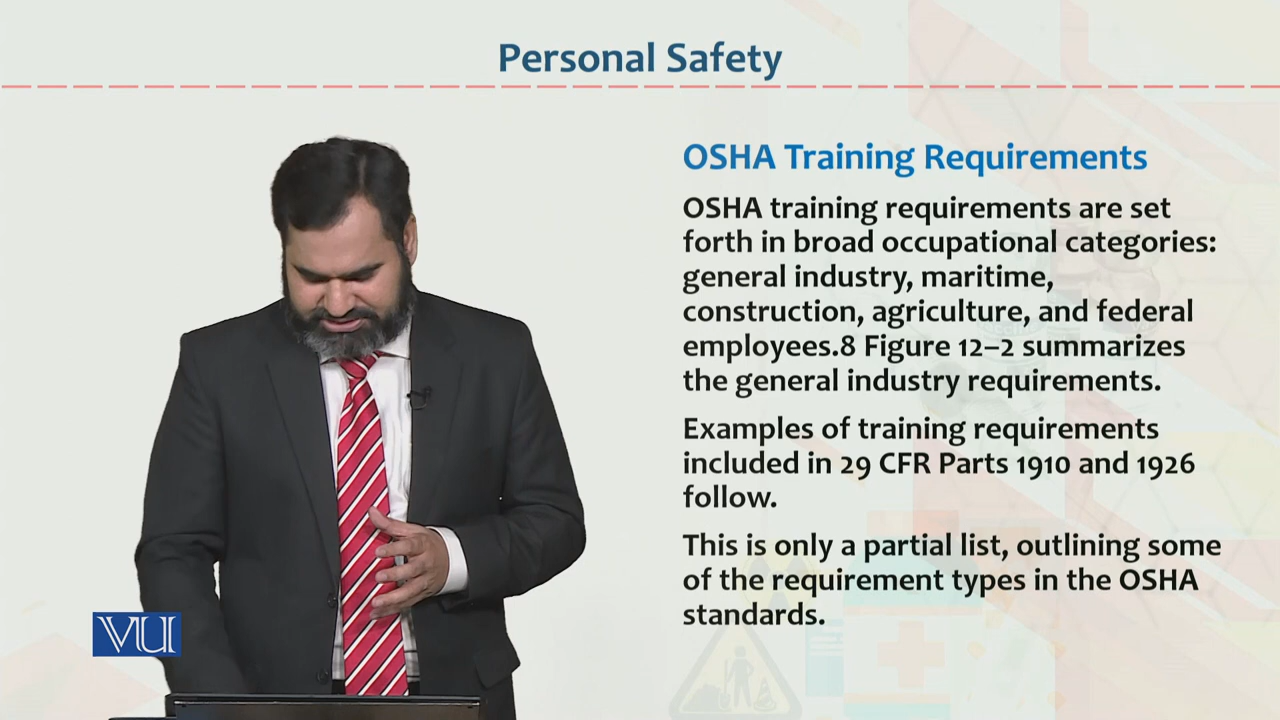 Personal Safety
OSHA Training Requirements
OSHA training requirements are set
forth in broad occupational categories:
general industry, maritime,
construction, agriculture, and federal
employees.8 Figure 12–2 summarizes
the general industry requirements.
Examples of training requirements
included in 29 CFR Parts 1910 and 1926
follow.
This is only a partial list, outlining some
of the requirement types in the OSHA
standards.
VU